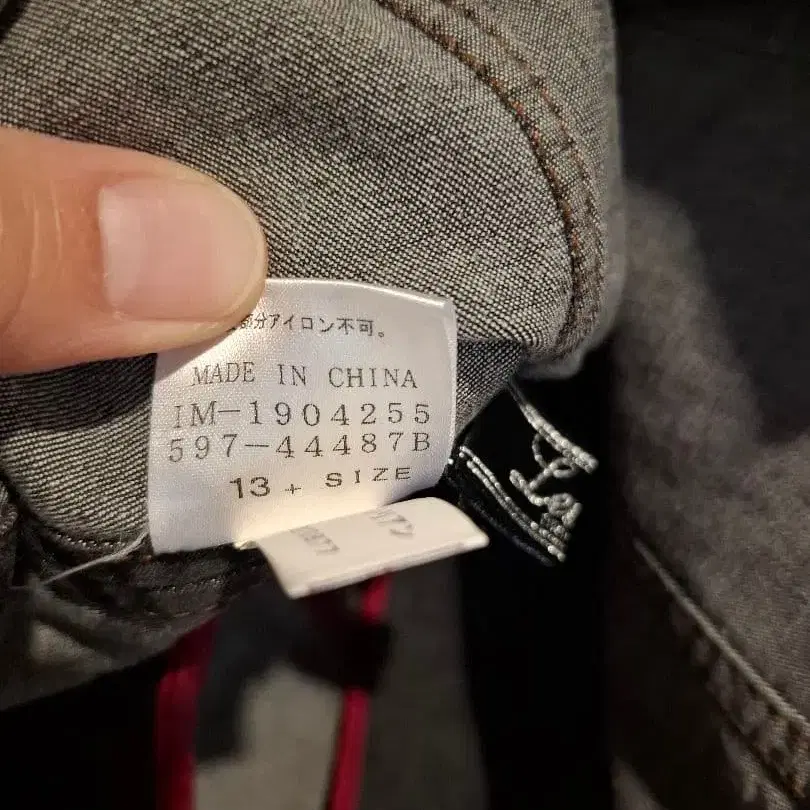 分アイロン不可。
MADE IN CHINA
IM-1904255
597-44487B
13+ SIZE